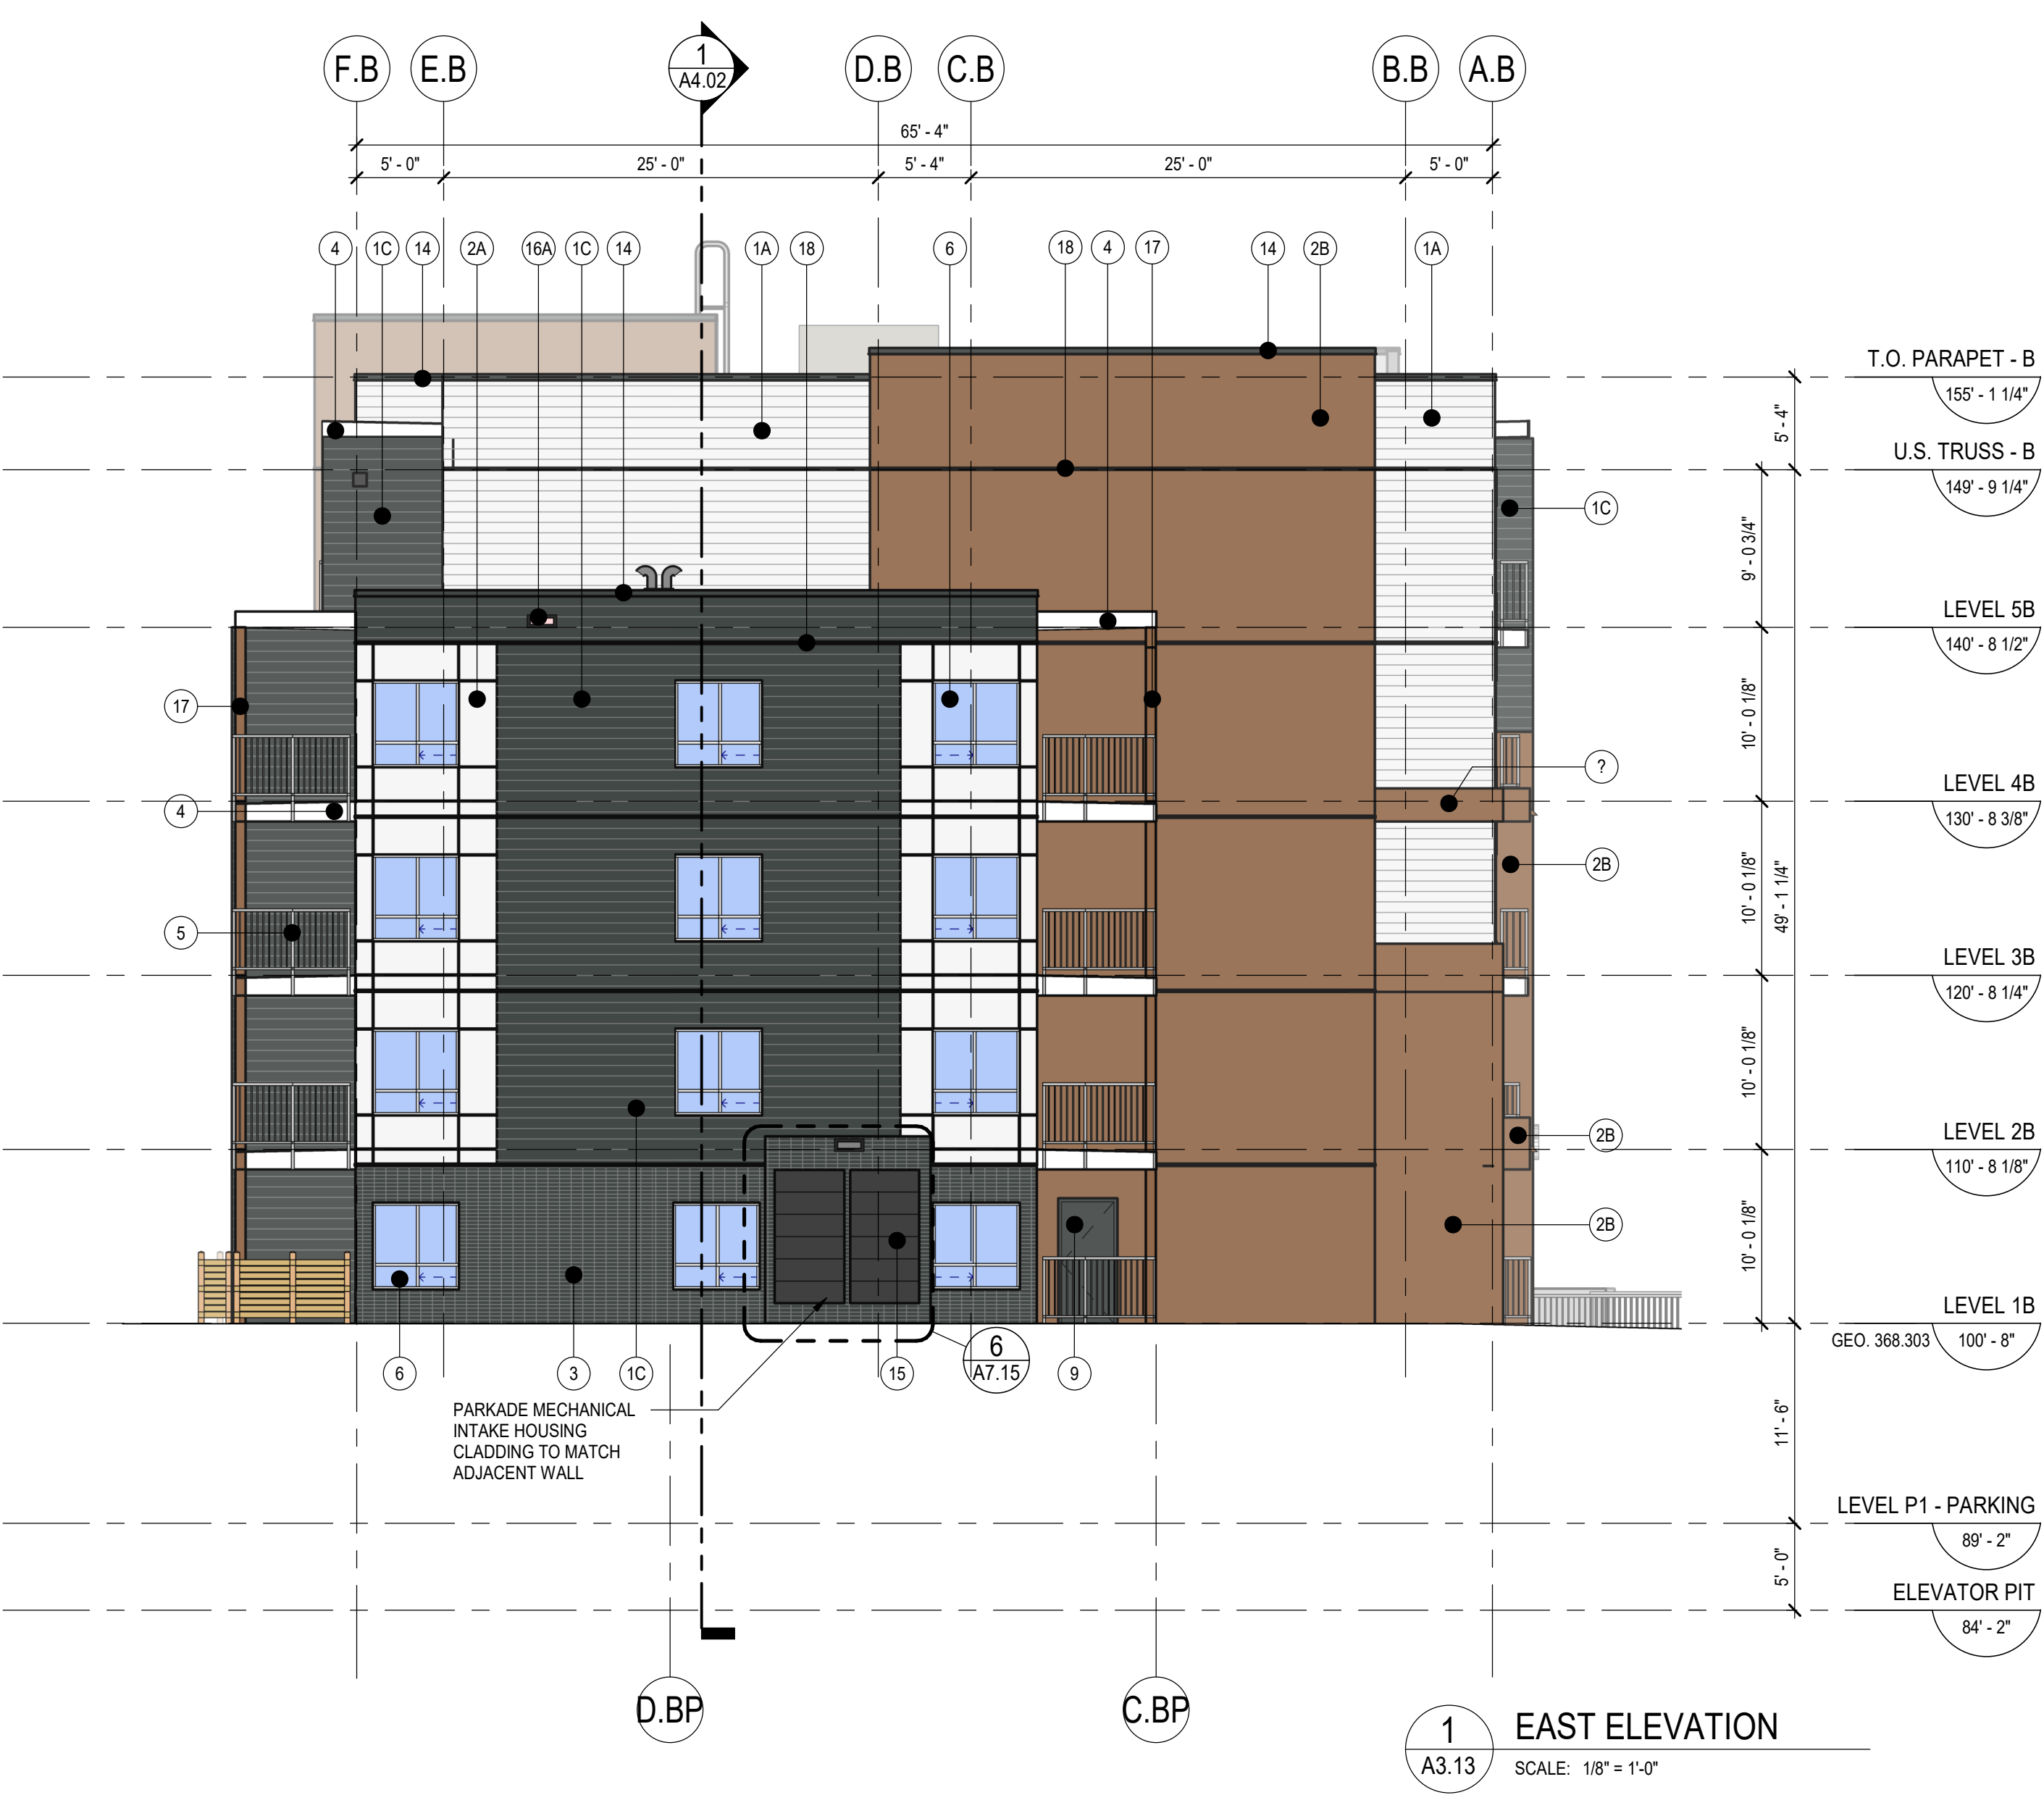 F.B E.B 1 D.B C.B B.B A.B
A4.02
65' - 4"
5' - 0" 25' - 0" 5' - 4" 25' - 0" 5' - 0"
4 1C 14 2A 16A 1C 14 1A 18 6 18 4 17 14 2B 1A
T.O. PARAPET - B
155' - 1 1/4"
5' - 4"
U.S. TRUSS - B
149' - 9 1/4"
1C
9' - 0 3/4"
LEVEL 5B
140' - 8 1/2"
17
10' - 0 1/8"
?
LEVEL 4B
130' - 8 3/8"
4
2B
10' - 0 1/8"
49' - 1 1/4"
5
LEVEL 3B
120' - 8 1/4"
10' - 0 1/8"
LEVEL 2B
110' - 8 1/8"
2B
2B
10' - 0 1/8"
LEVEL 1B
GEO. 368.303 100' - 8"
6 3 1C 15 6 9
A7.15
PARKADE MECHANICAL
INTAKE HOUSING
CLADDING TO MATCH
ADJACENT WALL
11' - 6"
LEVEL P1 - PARKING
89' - 2"
5' - 0"
ELEVATOR PIT
84' - 2"
D.BP C.BP
1 EAST ELEVATION
A3.13 SCALE: 1/8" = 1'-0"